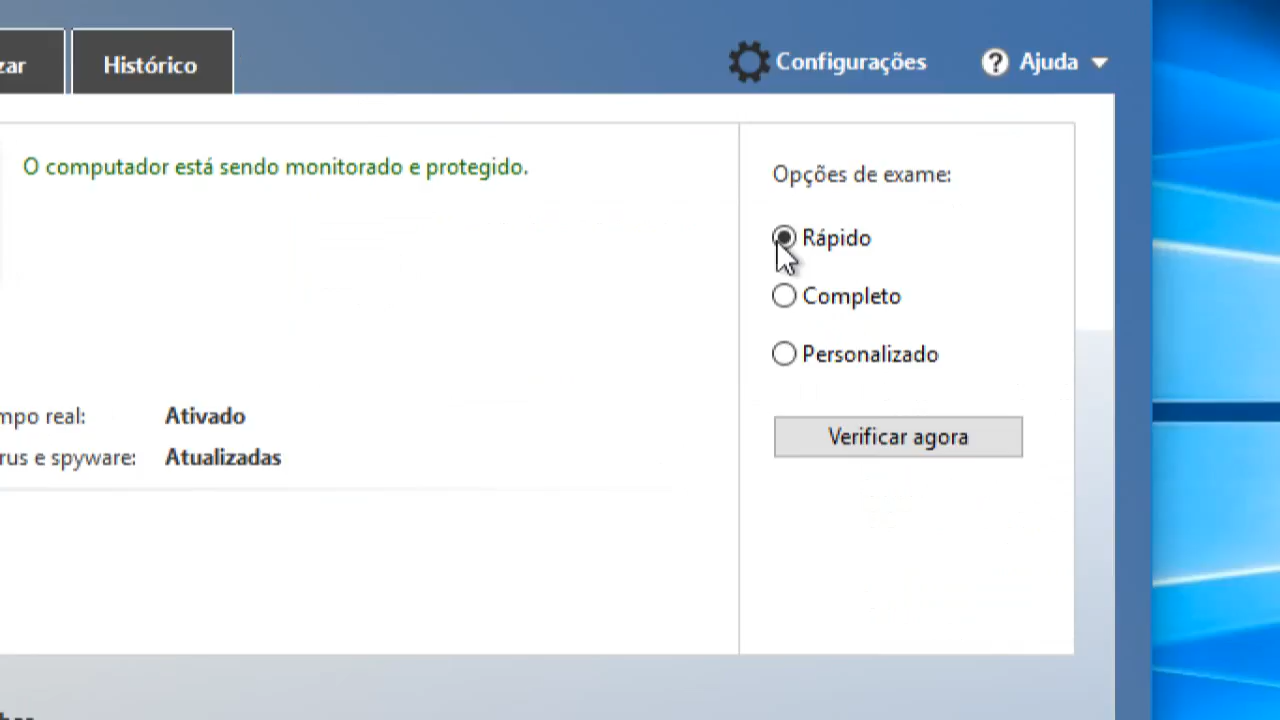 zar
Histórico
Configurações
Ajuda
O computador está sendo monitorado e protegido.
Opções de exame:
Rápido
Completo
Personalizado
mpo real: Ativado
Verificar agora
rus e spyware: Atualizadas